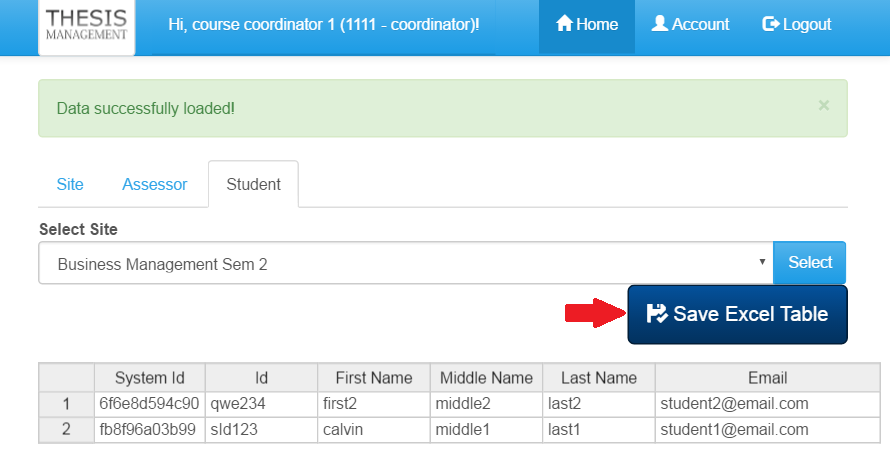 THESIS
MANAGEMENT
Hi, course coordinator 1 (1111 - coordinator)!
Home
Account
Logout
Data successfully loaded!
×
Site
Assessor
Student
Select Site
Business Management Sem 2
Select
Save Excel Table
System Id Id First Name Middle Name Last Name Email
1 6f6e8d594c90 qwe234 first2 middle2 last2 student2@email.com
2 fb8f96a03b99 sld123 calvin middle1 last1 student1@email.com